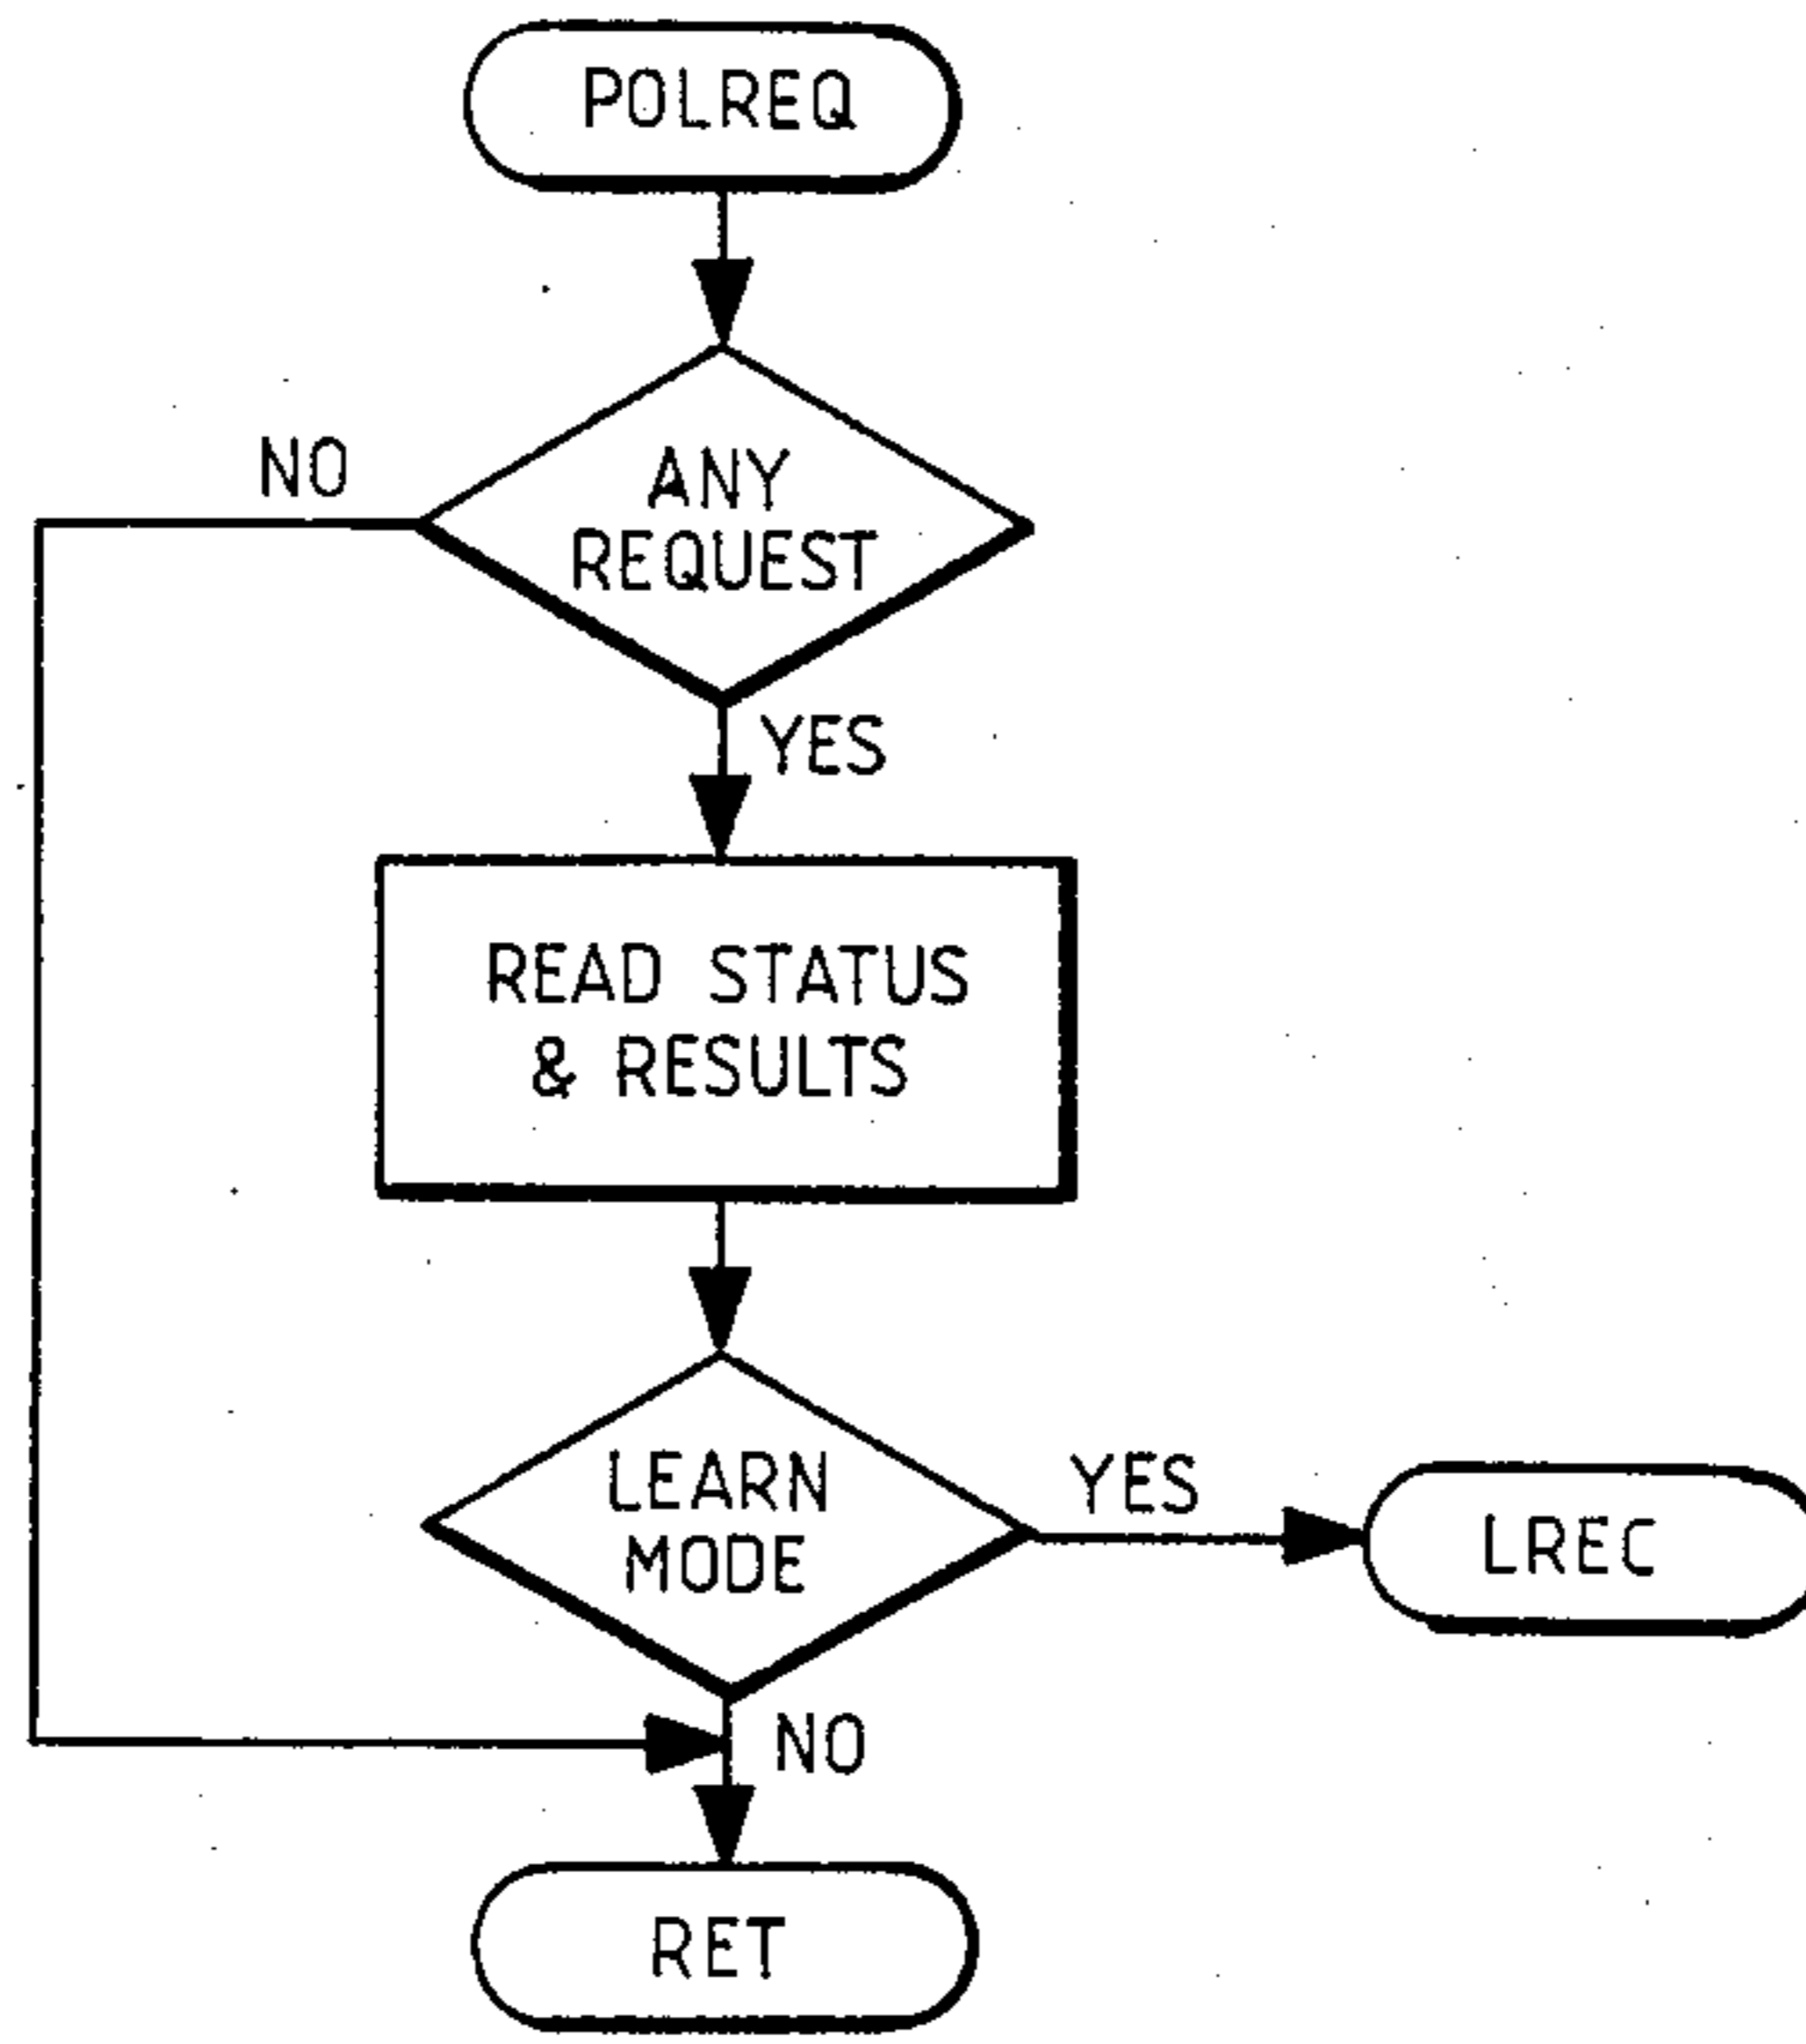 POLREQ
NO
ANY
REQUEST
YES
READ STATUS
& RESULTS
LEARN
MODE
YES
LREC
NO
RET